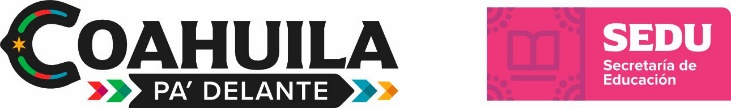 COAHUILA
PA' DELANTE
SEDU
Secretaría de
Educación